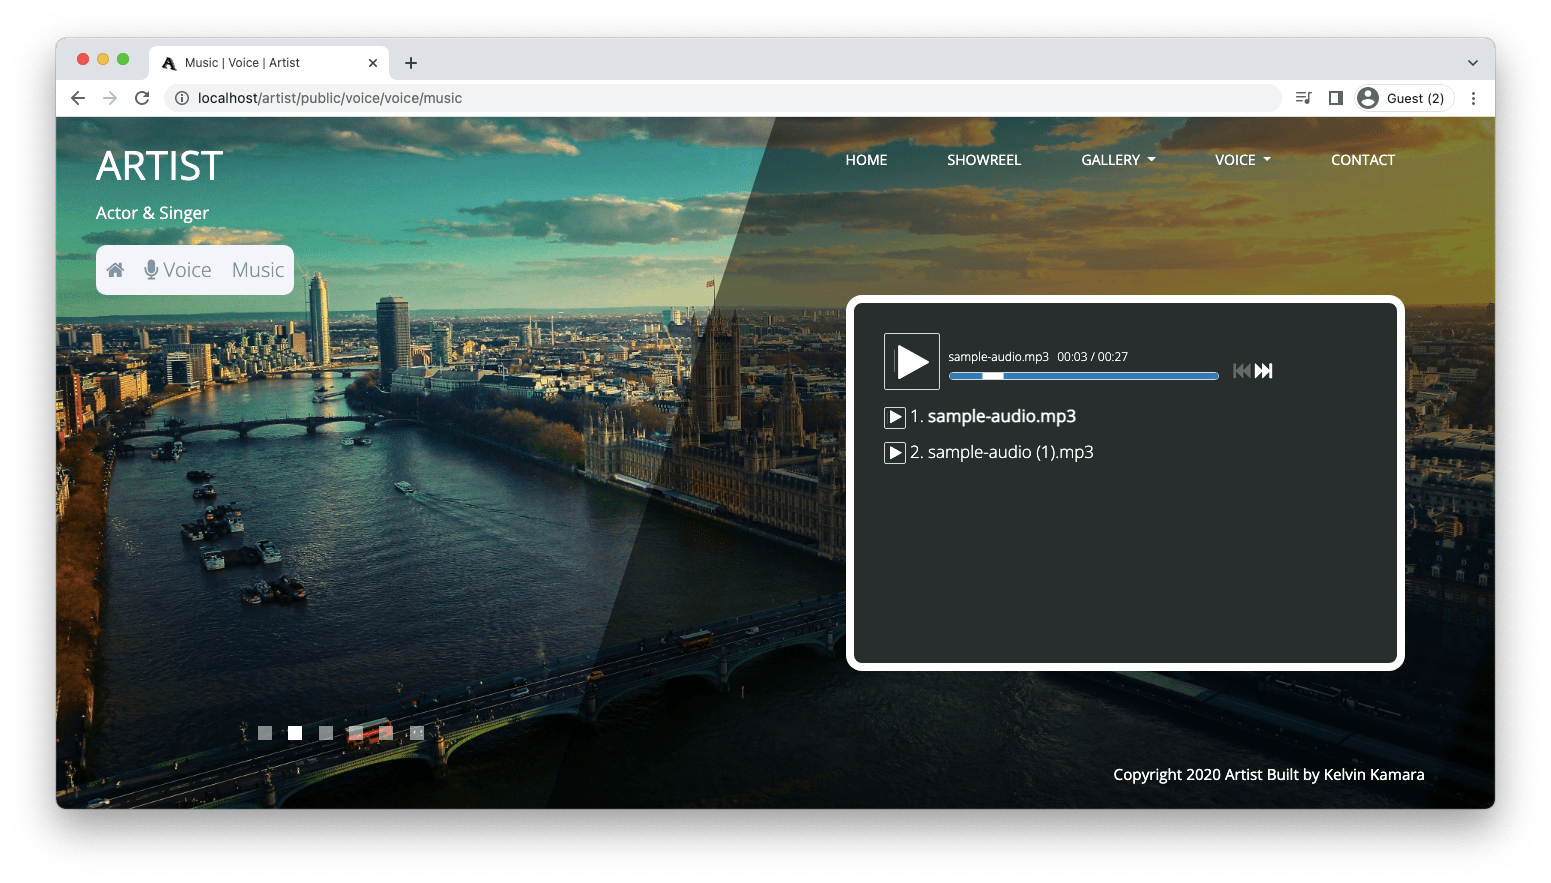 Music | Voice | Artist
localhost/artist/public/voice/voice/music
Guest (2)
ARTIST
HOME SHOWREEL GALLERY VOICE CONTACT
Actor & Singer
Voice Music
sample-audio.mp3 00:03 / 00:27
1. sample-audio.mp3
2. sample-audio (1).mp3
Copyright 2020 Artist Built by Kelvin Kamara